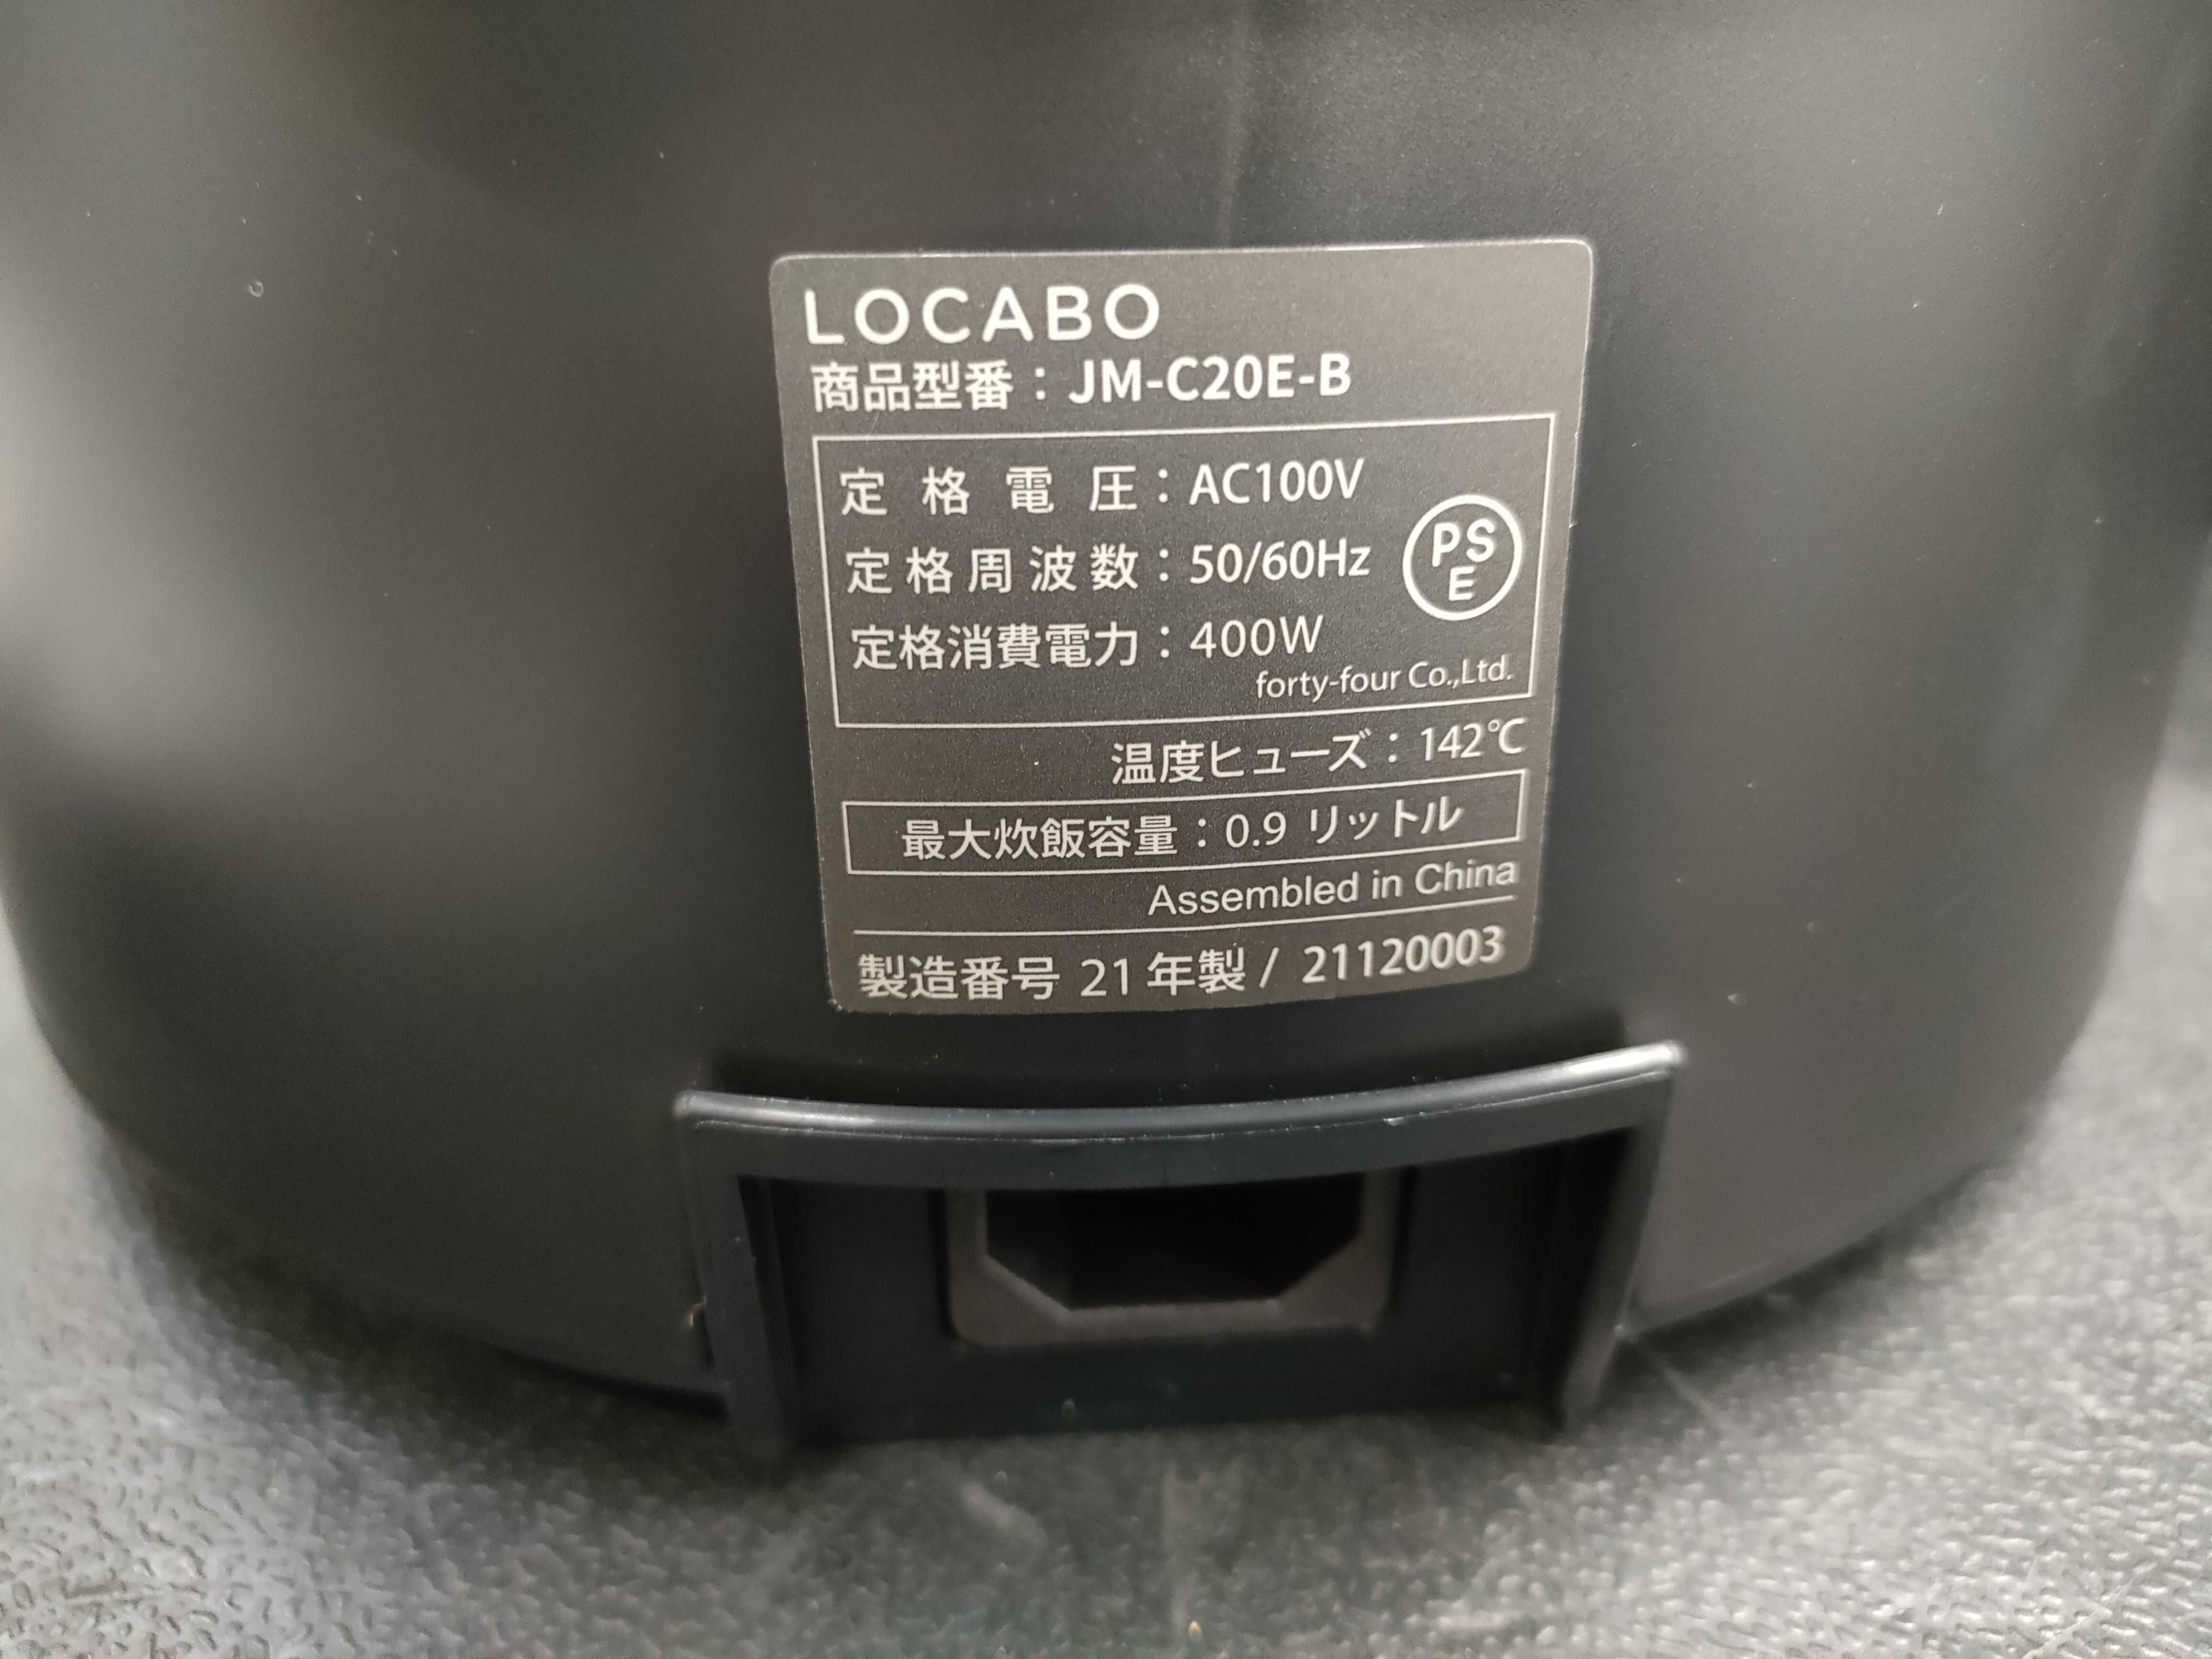 LOCABO
商品型番：JM-C20E-B
定格電圧：AC100V
定格周波数：50/60Hz
PS
E
定格消費電力：400W
forty-four Co.,Ltd.
温度ヒューズ：142℃
最大炊飯容量：0.9 リットル
Assembled in China
製造番号 21 年製 / 21120003